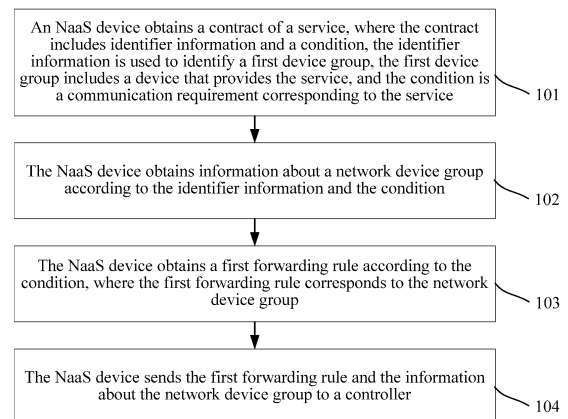 An NaaS device obtains a contract of a service, where the contract
includes identifier information and a condition, the identifier
information is used to identify a first device group, the first device
group includes a device that provides the service, and the condition is
a communication requirement corresponding to the service
101
The NaaS device obtains information about a network device group
according to the identifier information and the condition
102
The NaaS device obtains a first forwarding rule according to the
condition, where the first forwarding rule corresponds to the network
device group
103
The NaaS device sends the first forwarding rule and the information
about the network device group to a controller
104